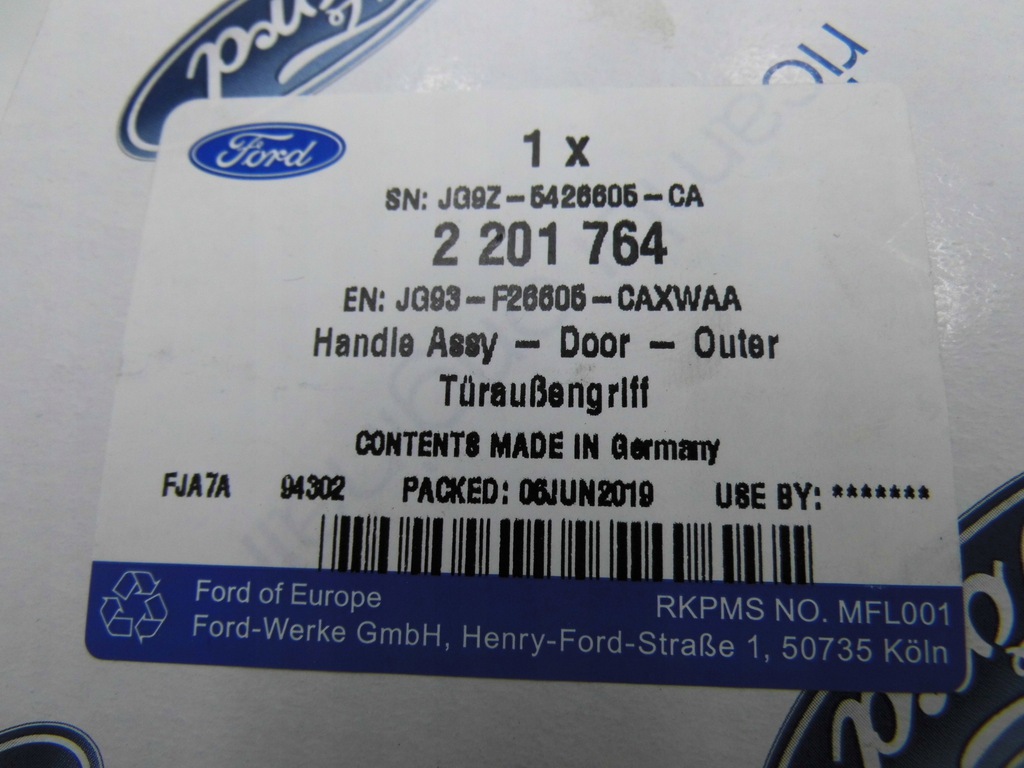 Ford
Ford
1 x
SN: JG9Z-5426605-CA
2 201 764
EN: JG93-F26605-CAXWAA
Handle Assy - Door - Outer
Türaußengriff
CONTENTS MADE IN Germany
FJA7A 94302 PACKED: 06JUN2019 USE BY: *******
Ford of Europe
RKPMS NO. MFL001
Ford-Werke GmbH, Henry-Ford-Straße 1, 50735 Köln